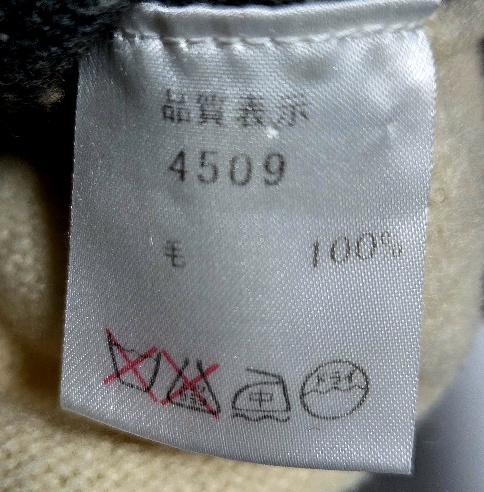 品質表示
4509
毛 100%
中 ドライ